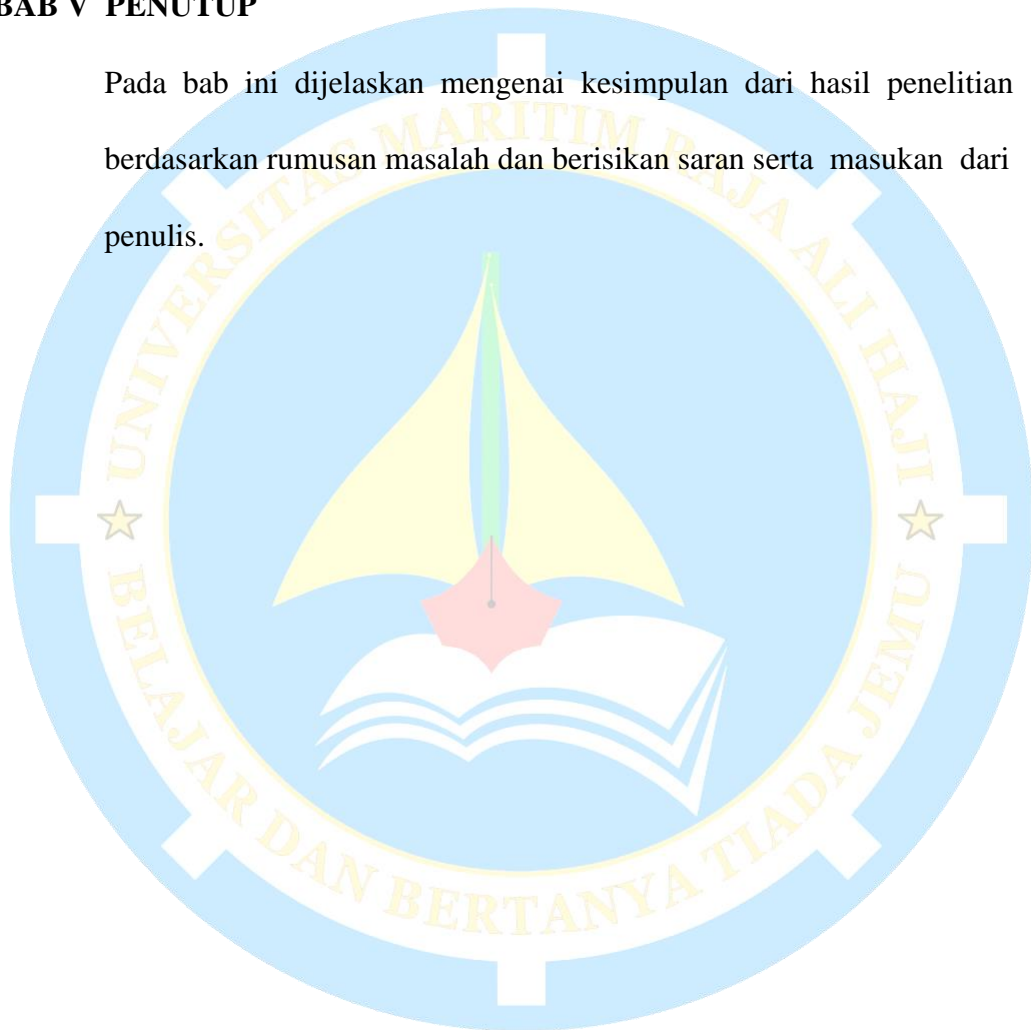 BAB V PENUTUP
Pada bab ini dijelaskan mengenai kesimpulan dari hasil penelitian
berdasarkan rumusan masalah dan berisikan saran serta masukan dari
penulis.
UNIVERSITAS MARITIM RAJA ALI HAJI
BELAJAR DAN BERTANYA TIADA JEMU